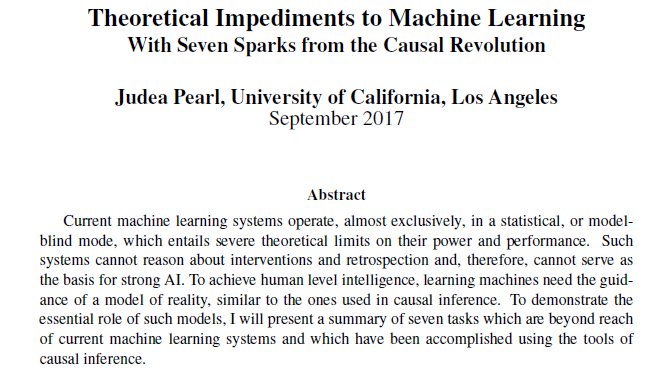 Theoretical Impediments to Machine Learning
With Seven Sparks from the Causal Revolution
Judea Pearl, University of California, Los Angeles
September 2017
Abstract
Current machine learning systems operate, almost exclusively, in a statistical, or model-
blind mode, which entails severe theoretical limits on their power and performance. Such
systems cannot reason about interventions and retrospection and, therefore, cannot serve as
the basis for strong AI. To achieve human level intelligence, learning machines need the guid-
ance of a model of reality, similar to the ones used in causal inference. To demonstrate the
essential role of such models, I will present a summary of seven tasks which are beyond reach
of current machine learning systems and which have been accomplished using the tools of
causal inference.